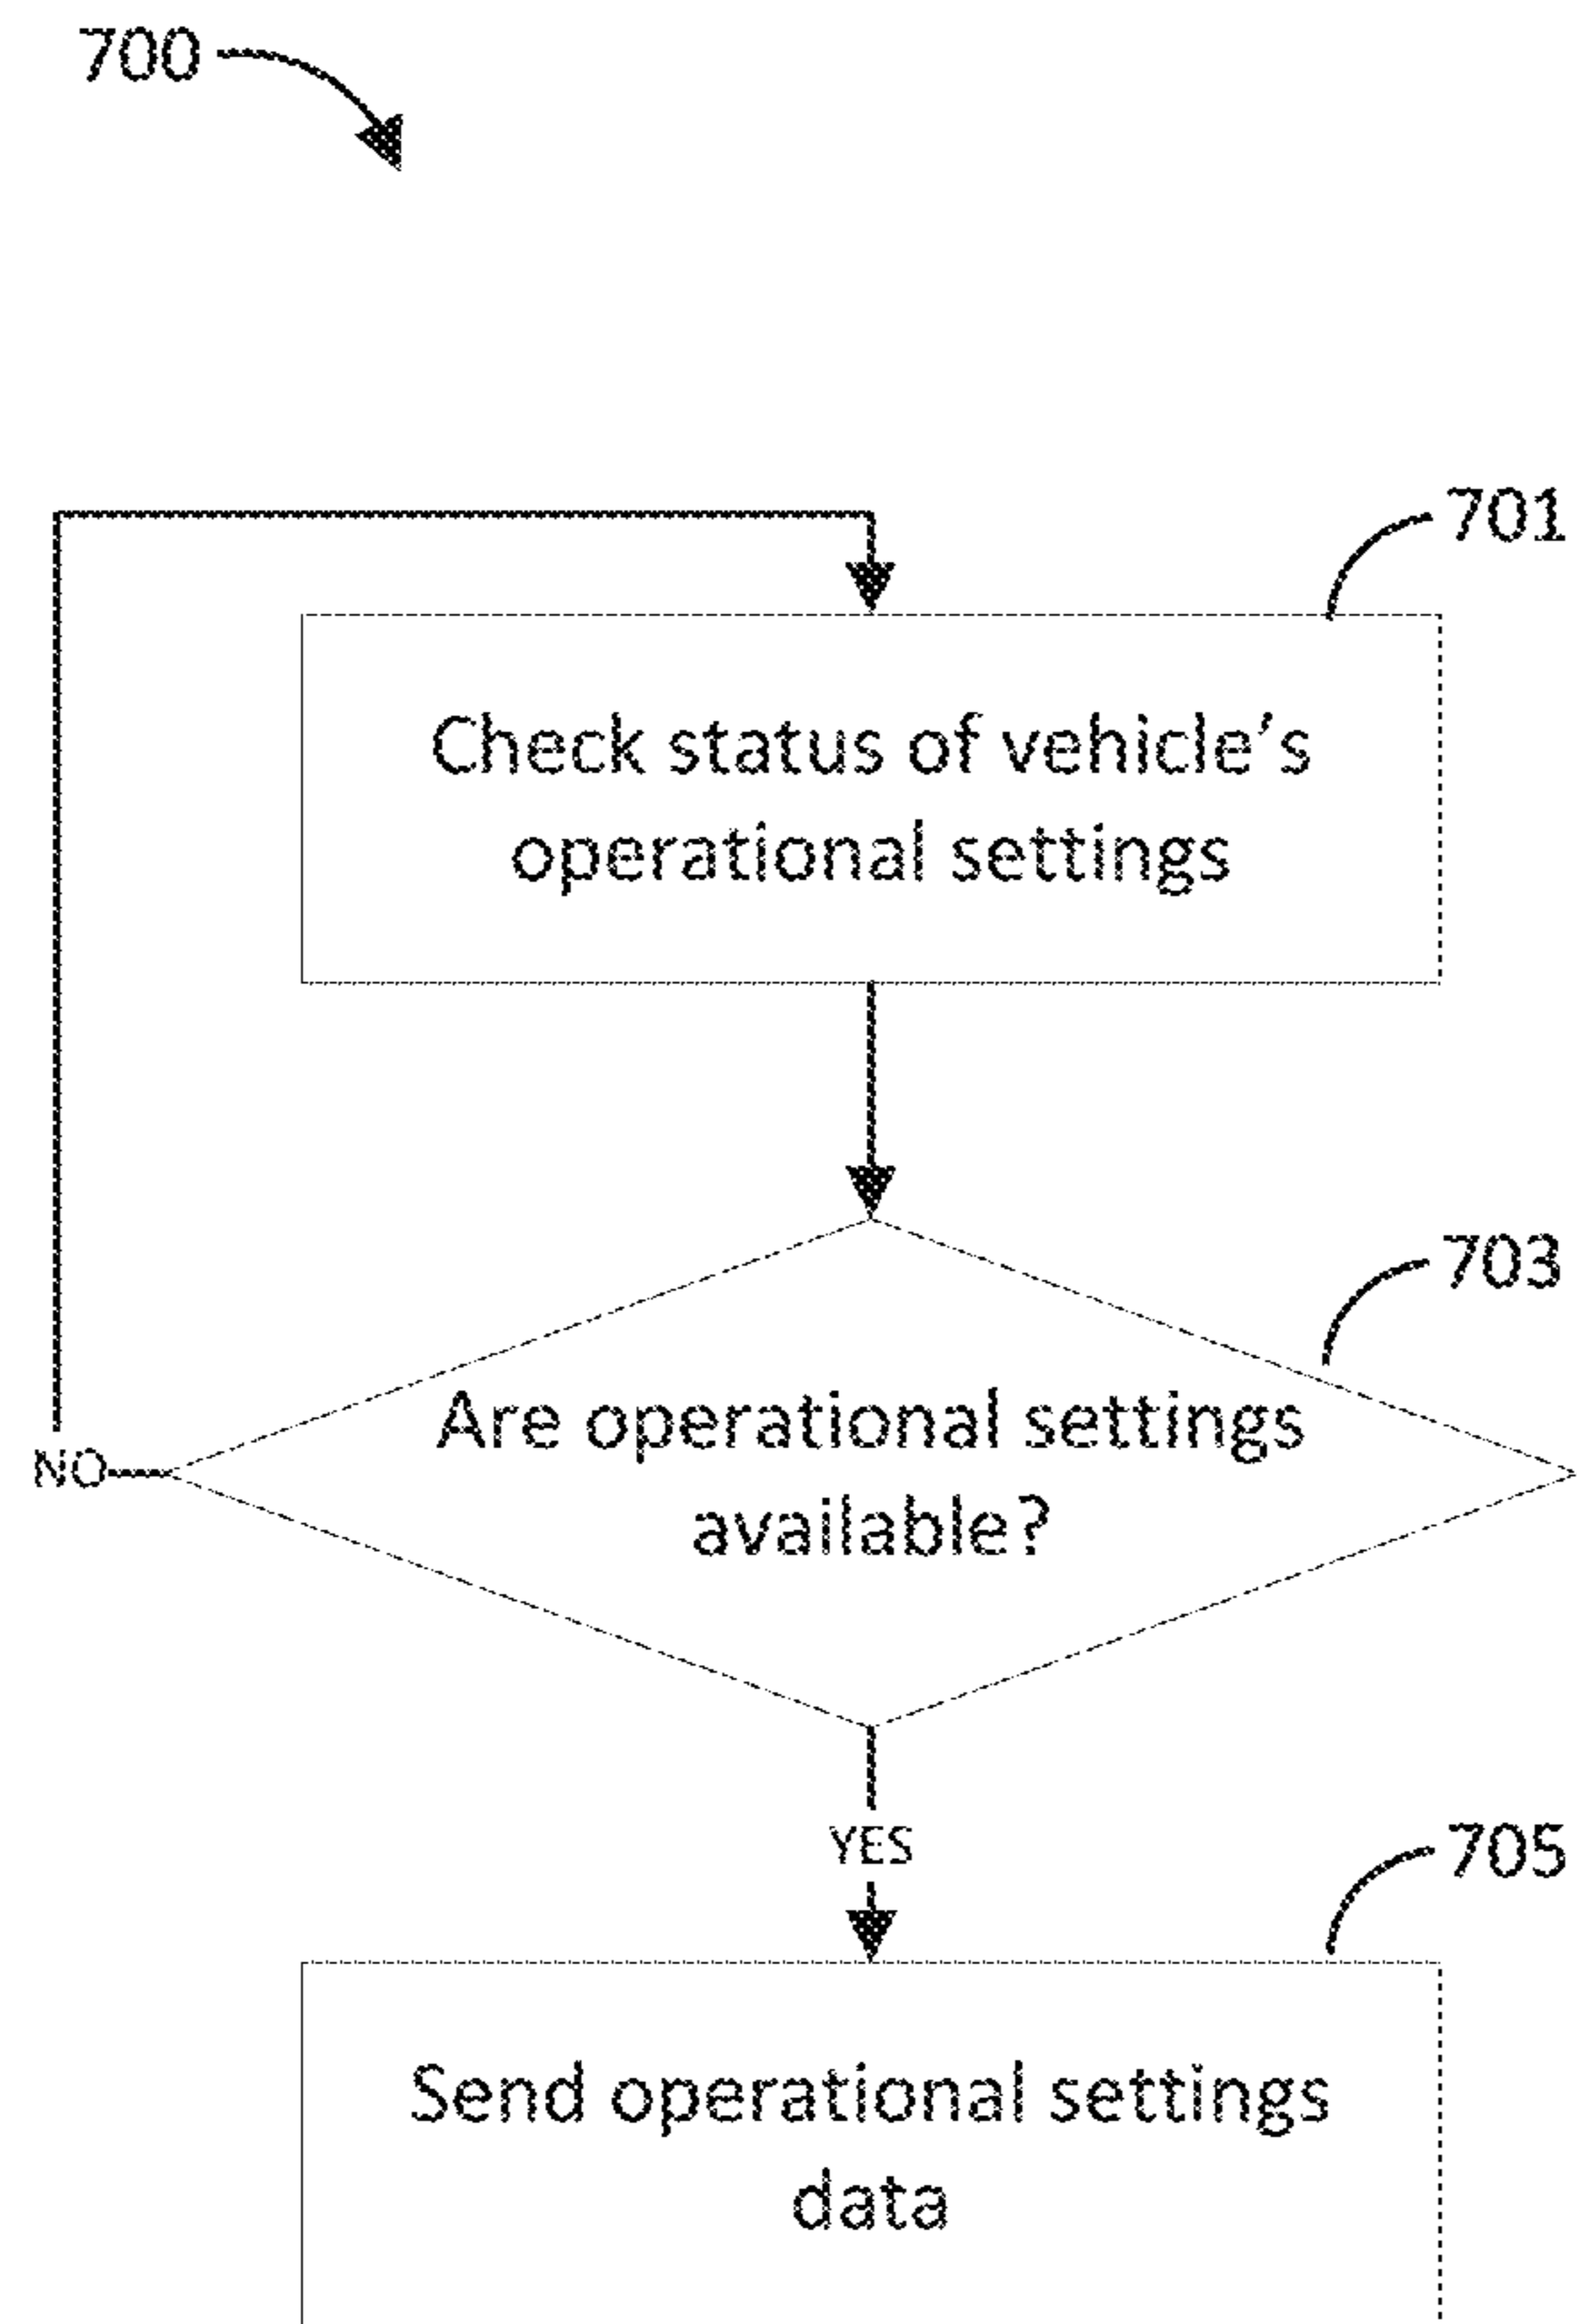 700
701
Check status of vehicle's
operational settings
703
Are operational settings
available?
NO
YES
705
Send operational settings
data